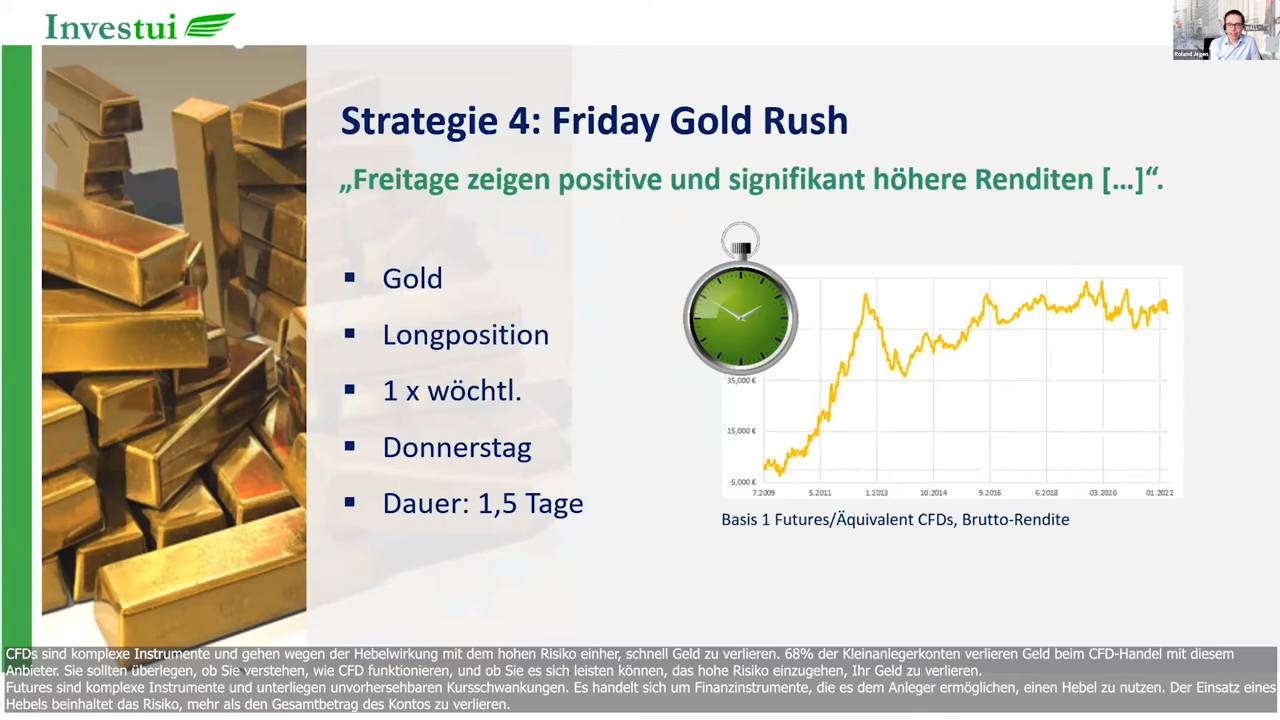 Investui
WALL
Roland Jegen
Strategie 4: Friday Gold Rush
„Freitage zeigen positive und signifikant höhere Renditen [...]“.
▪ Gold
▪ Longposition
▪ 1 x wöchtl.
▪ Donnerstag
▪ Dauer: 1,5 Tage
35,000 €
15,000 €
-5,000 €
7.2009 5.2011 1.2013 10.2014 9.2016 6.2018 03.2020 01.2022
Basis 1 Futures/Äquivalent CFDs, Brutto-Rendite
CFDs sind komplexe Instrumente und gehen wegen der Hebelwirkung mit dem hohen Risiko einher, schnell Geld zu verlieren. 68% der Kleinanlegerkonten verlieren Geld beim CFD-Handel mit diesem
Anbieter. Sie sollten überlegen, ob Sie verstehen, wie CFD funktionieren, und ob Sie es sich leisten können, das hohe Risiko einzugehen, Ihr Geld zu verlieren.
Futures sind komplexe Instrumente und unterliegen unvorhersehbaren Kursschwankungen. Es handelt sich um Finanzinstrumente, die es dem Anleger ermöglichen, einen Hebel zu nutzen. Der Einsatz eines
Hebels beinhaltet das Risiko, mehr als den Gesamtbetrag des Kontos zu verlieren.